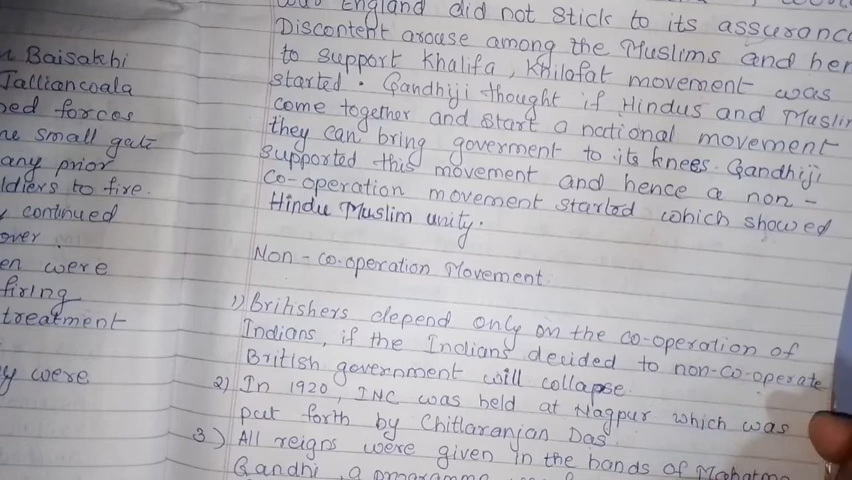 Baisakhi
Jalliancoala
forces
small gate
any prior
to fire.
continued
over.
were
firing
treatment
were
England did not stick to its
Discontent arouse among the Muslims and
to support Khalifa, Khilafat movement was
started. Gandhiji thought if Hindus and
come together and start a national movement
they can bring goverment to its knees. Gandhiji
supported this movement and hence a non-
co-operation movement started which showed
Hindu Muslim unity.
Non-co-operation Movement
1) Britishers depend only on the co-operation of
Indians, if the Indians decided to non-co-operate
British government will collapse.
2) In 1920, INC was held at Nagpur which was
put forth by Chittaranjan Das.
3) All reigns were given in the hands of
Gandhi, a